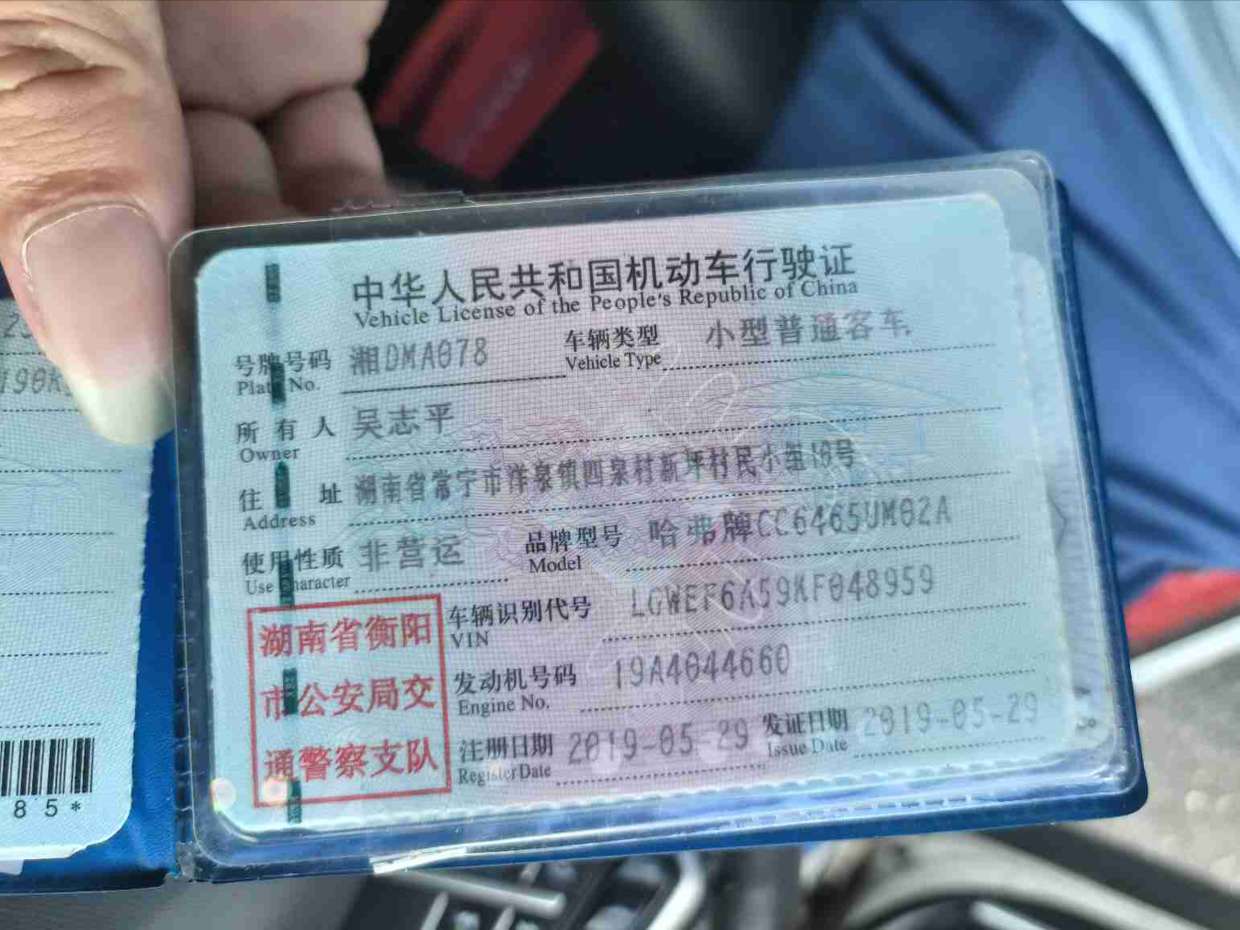 中华人民共和国机动车行驶证
Vehicle License of the People's Republic of China
号牌号码 湘DMA078 车辆类型 小型普通客车
Plate No. Vehicle Type
所有人 吴志平
Owner
住址 湖南省常宁市洋泉镇四泉村新坪村民小组18号
Address
使用性质 非营运 品牌型号 哈弗牌CC6465UM02A
Use Character Model
湖南省衡阳
市公安局交
通警察支队
车辆识别代号 LGWEF6A59KF048959
VIN
发动机号码 19A4044660
Engine No.
注册日期 2019-05-29 发证日期 2019-05-29
Register Date Issue Date
85*